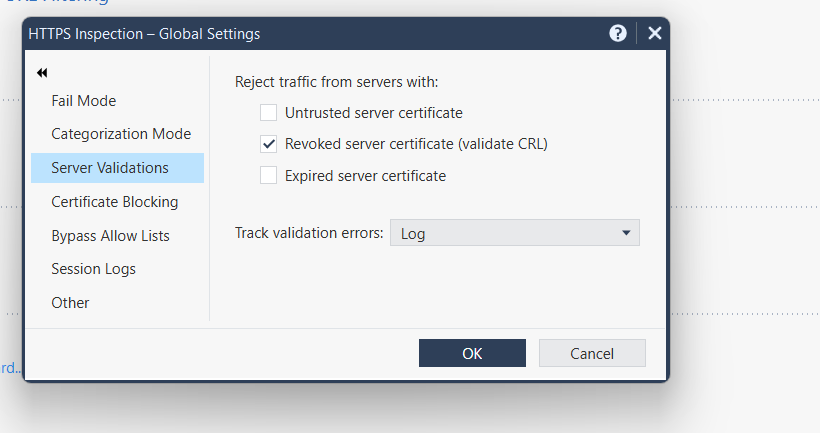 Filtering
HTTPS Inspection – Global Settings
Fail Mode
Categorization Mode
Server Validations
Certificate Blocking
Bypass Allow Lists
Session Logs
Other
Reject traffic from servers with:
Untrusted server certificate
Revoked server certificate (validate CRL)
Expired server certificate
Track validation errors: Log
OK
Cancel
rd..